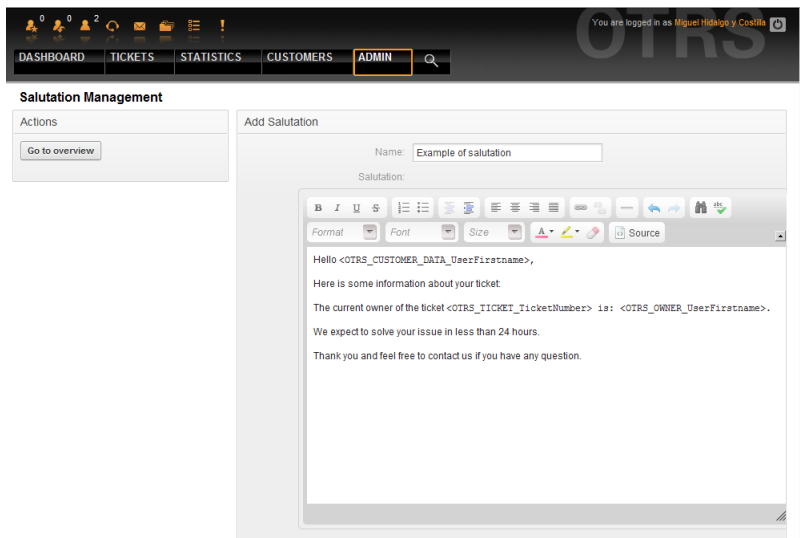 0 0 2
OTRS
You are logged in as Miguel Hidalgo y Costilla
DASHBOARD TICKETS STATISTICS CUSTOMERS ADMIN
Salutation Management
Actions
Go to overview
Add Salutation
Name: Example of salutation
Salutation:
B I U S abc
Format Font Size A Source
Hello <OTRS_CUSTOMER_DATA_UserFirstname>,
Here is some information about your ticket:
The current owner of the ticket <OTRS_TICKET_TicketNumber> is: <OTRS_OWNER_UserFirstname>.
We expect to solve your issue in less than 24 hours.
Thank you and feel free to contact us if you have any question.